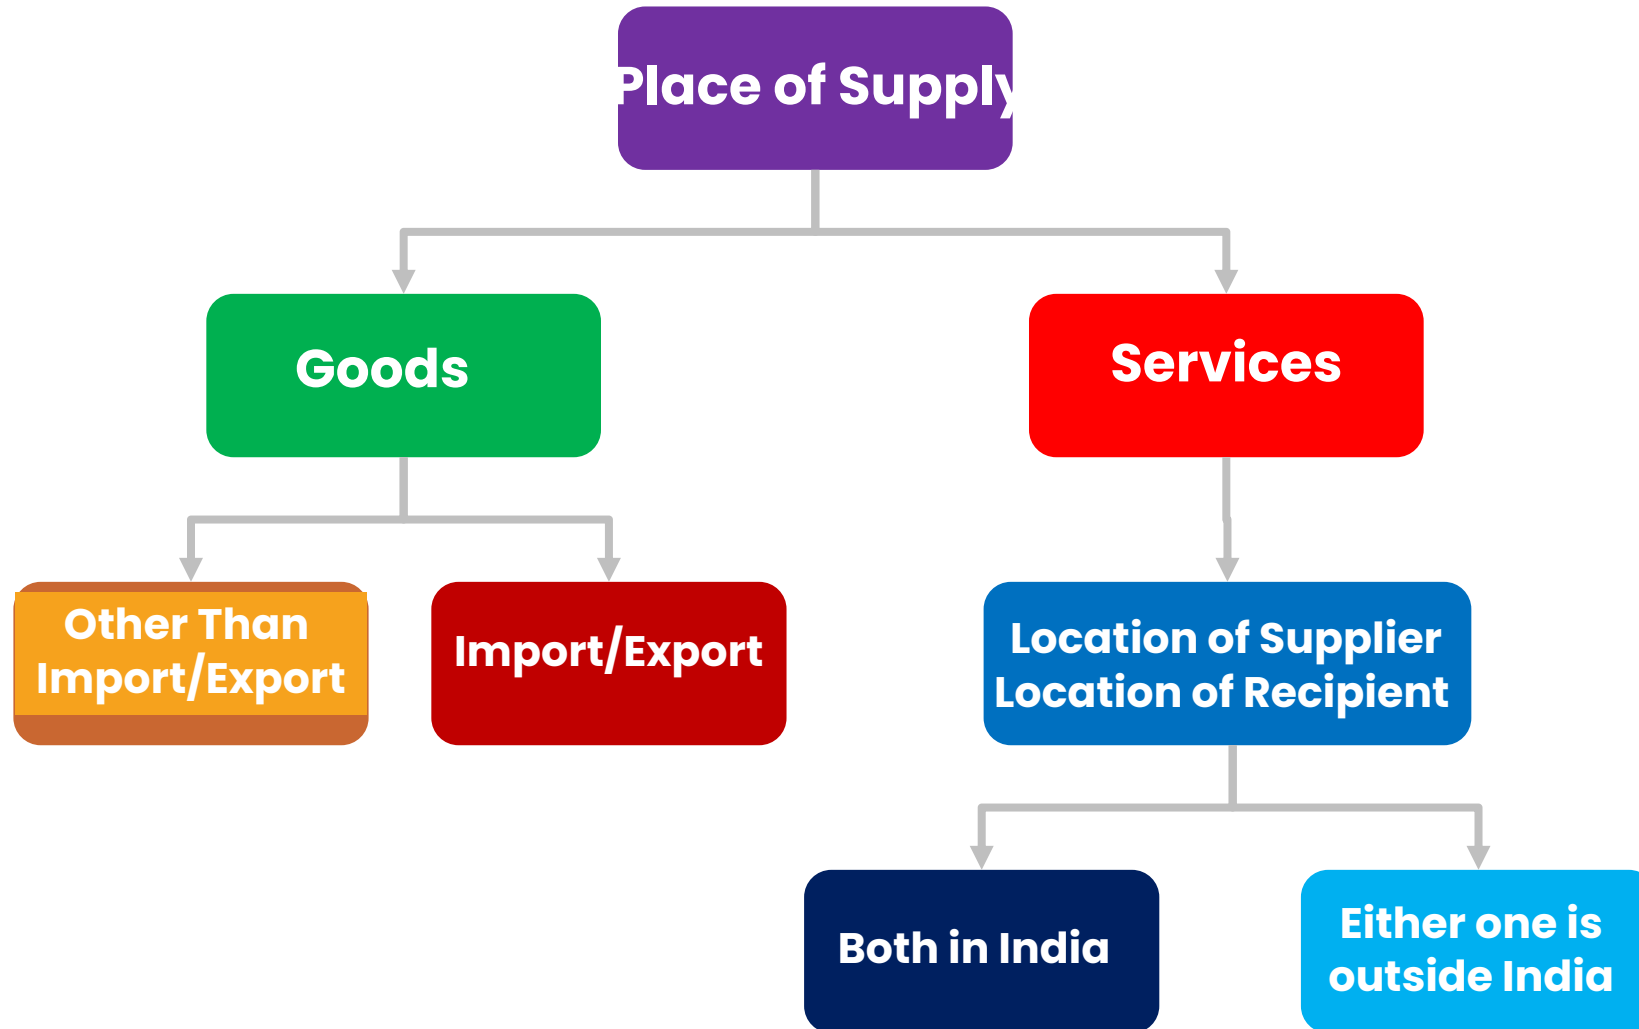 Place of Supply
Goods
Services
Other Than
Import/Export
Import/Export
Location of Supplier
Location of Recipient
Both in India
Either one is
outside India